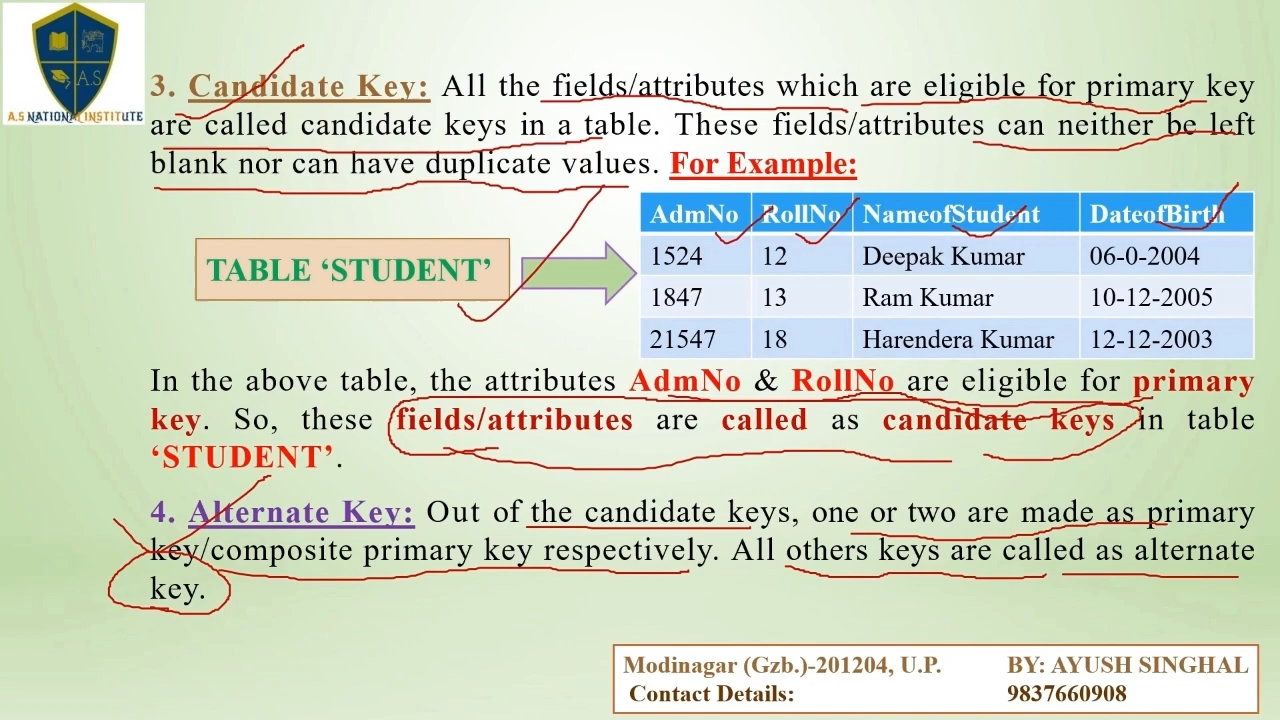 A.S
A.S NATIONAL INSTITUTE
3. Candidate Key: All the fields/attributes which are eligible for primary key
are called candidate keys in a table. These fields/attributes can neither be left
blank nor can have duplicate values. For Example:
TABLE ‘STUDENT’
AdmNo RollNo NameofStudent DateofBirth
1524 12 Deepak Kumar 06-0-2004
1847 13 Ram Kumar 10-12-2005
21547 18 Harendera Kumar 12-12-2003
In the above table, the attributes AdmNo & RollNo are eligible for primary
key. So, these fields/attributes are called as candidate keys in table
‘STUDENT’.
4. Alternate Key: Out of the candidate keys, one or two are made as primary
key/composite primary key respectively. All others keys are called as alternate
key.
Modinagar (Gzb.)-201204, U.P. BY: AYUSH SINGHAL
Contact Details: 9837660908